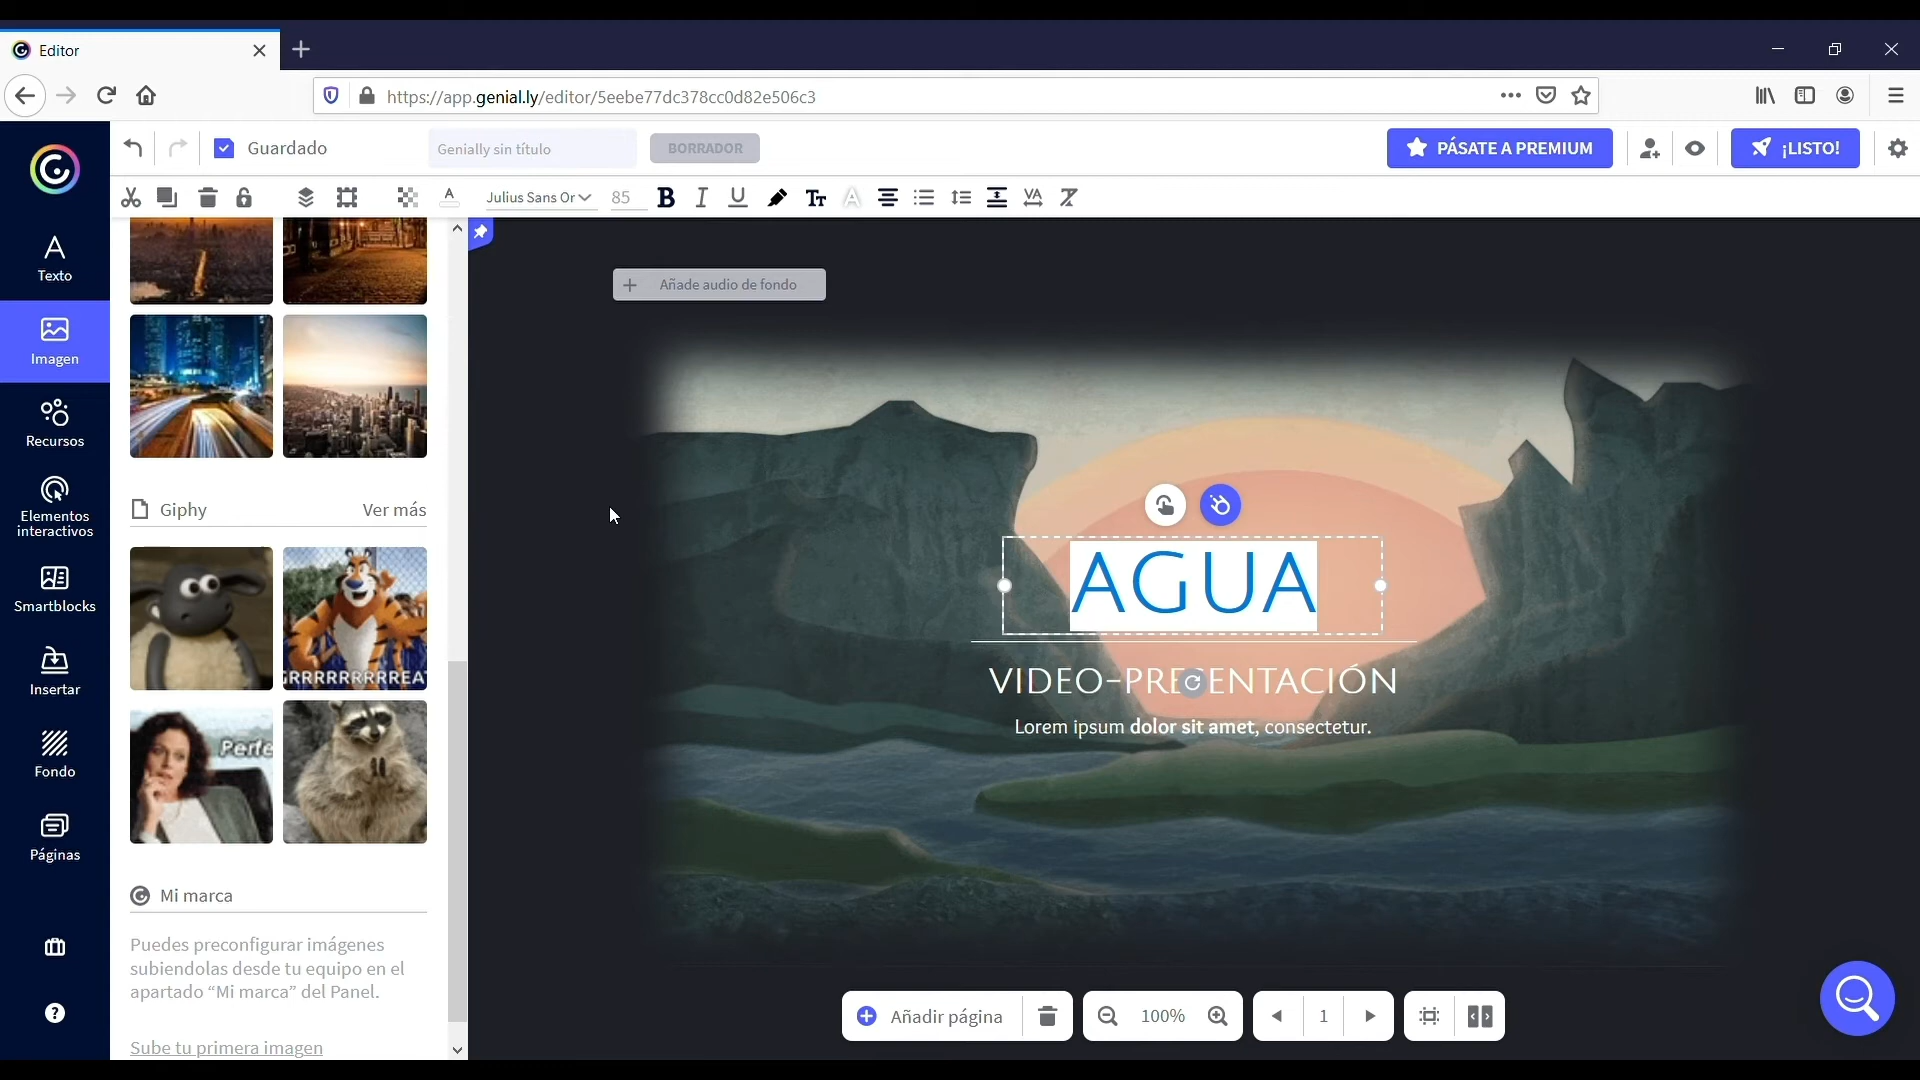 Editor
https://app.genial.ly/editor/5eebe77dc378cc0d82e506c3
Guardado
Genially sin título
BORRADOR
PÁSATE A PREMIUM
¡LISTO!
Julius Sans Or
85
Texto
Imagen
Recursos
Elementos
interactivos
Smartblocks
Insertar
Fondo
Páginas
Giphy
Ver más
GRRRRRRRRREAT
Perfe
Mi marca
Puedes preconfigurar imágenes
subiendolas desde tu equipo en el
apartado “Mi marca” del Panel.
Sube tu primera imagen
Añade audio de fondo
AGUA
VIDEO-PRESENTACIÓN
Lorem ipsum dolor sit amet, consectetur.
Añadir página
100%
1